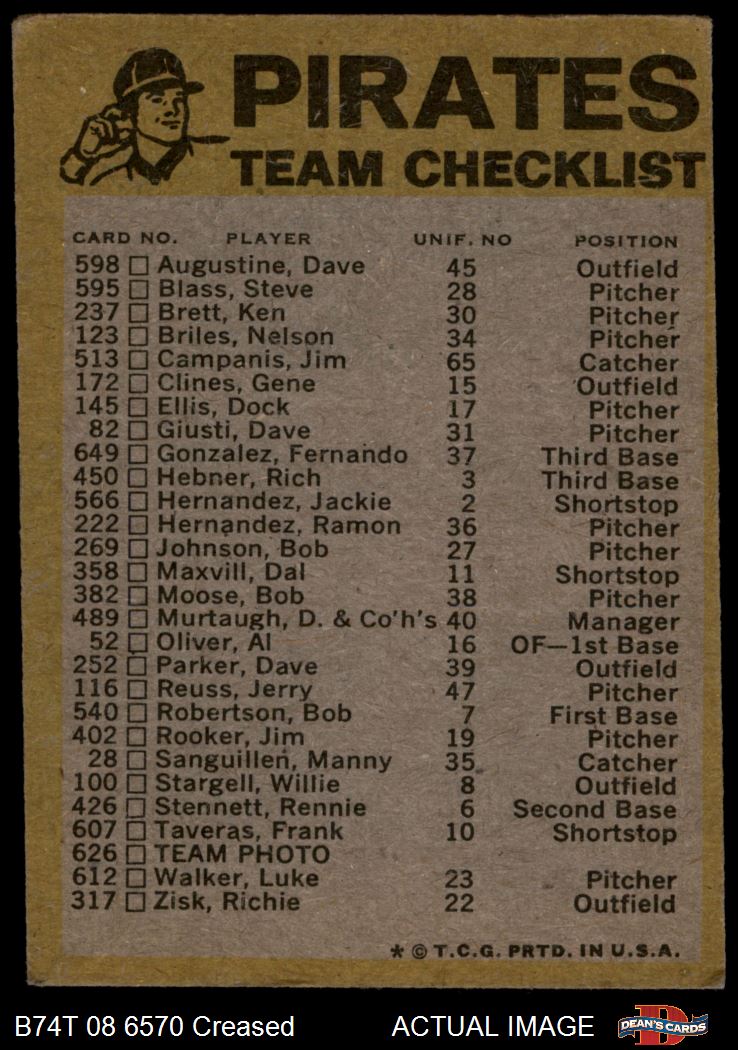 PIRATES
TEAM CHECKLIST
CARD NO. PLAYER UNIF. NO POSITION
598 Augustine, Dave 45 Outfield
595 Blass, Steve 28 Pitcher
237 Brett, Ken 30 Pitcher
123 Briles, Nelson 34 Pitcher
513 Campanis, Jim 65 Catcher
172 Clines, Gene 15 Outfield
145 Ellis, Dock 17 Pitcher
82 Giusti, Dave 31 Pitcher
649 Gonzalez, Fernando 37 Third Base
450 Hebner, Rich 3 Third Base
566 Hernandez, Jackie 2 Shortstop
222 Hernandez, Ramon 36 Pitcher
269 Johnson, Bob 27 Pitcher
358 Maxvill, Dal 11 Shortstop
382 Moose, Bob 38 Pitcher
489 Murtaugh, D. & Co'h's 40 Manager
52 Oliver, Al 16 OF—1st Base
252 Parker, Dave 39 Outfield
116 Reuss, Jerry 47 Pitcher
540 Robertson, Bob 7 First Base
402 Rooker, Jim 19 Pitcher
28 Sanguillen, Manny 35 Catcher
100 Stargell, Willie 8 Outfield
426 Stennett, Rennie 6 Second Base
607 Taveras, Frank 10 Shortstop
626 TEAM PHOTO
612 Walker, Luke 23 Pitcher
317 Zisk, Richie 22 Outfield
* © T.C.G. PRTD. IN U.S.A.
B74T 08 6570 Creased ACTUAL IMAGE
D
DEAN'S CARDS